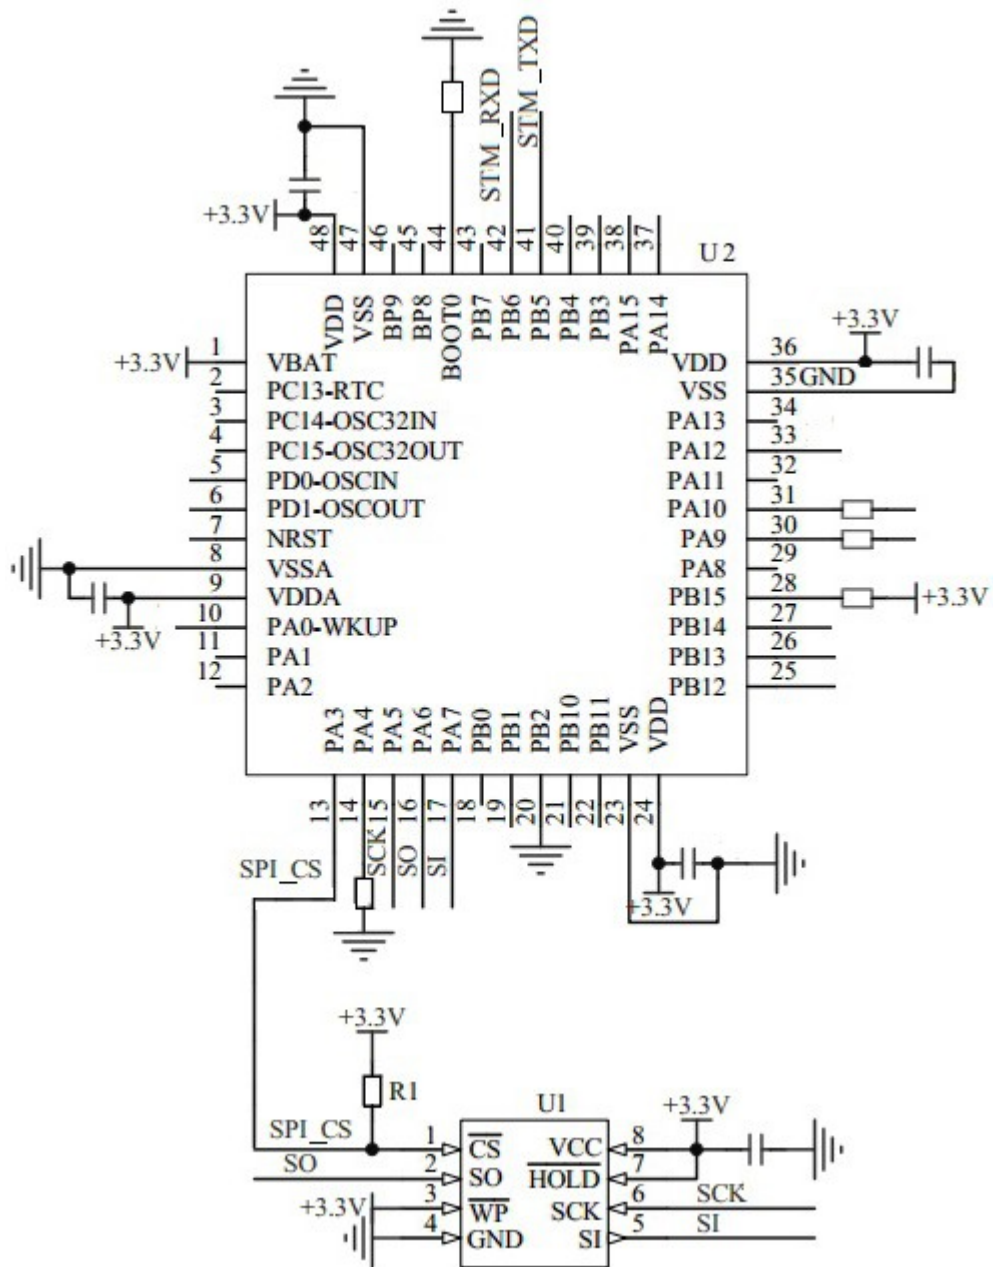 STM_RXD
STM_TXD
+3.3V
48
47
46
45
44
43
42
41
40
39
38
37
U2
VDD
VSS
BP9
BP8
BOOT0
PB7
PB6
PB5
PB4
PB3
PA15
PA14
+3.3V
1
VBAT
2
PC13-RTC
3
PC14-OSC32IN
4
PC15-OSC32OUT
5
PD0-OSCIN
6
PD1-OSCOUT
7
NRST
8
VSSA
9
VDDA
+3.3V
10
PA0-WKUP
11
PA1
12
PA2
+3.3V
VDD
36
VSS
35
GND
PA13
34
PA12
33
PA11
32
PA10
31
PA9
30
PA8
29
PB15
28
+3.3V
PB14
27
PB13
26
PB12
25
PA3
PA4
PA5
PA6
PA7
PB0
PB1
PB2
PB10
PB11
VSS
VDD
13
14
15
16
17
18
19
20
21
22
23
24
SPI_CS
SCK
SO
SI
+3.3V
+3.3V
R1
U1
+3.3V
SPI_CS
1
CS
VCC
8
SO
2
SO
HOLD
7
+3.3V
3
WP
SCK
6
SCK
4
GND
SI
5
SI